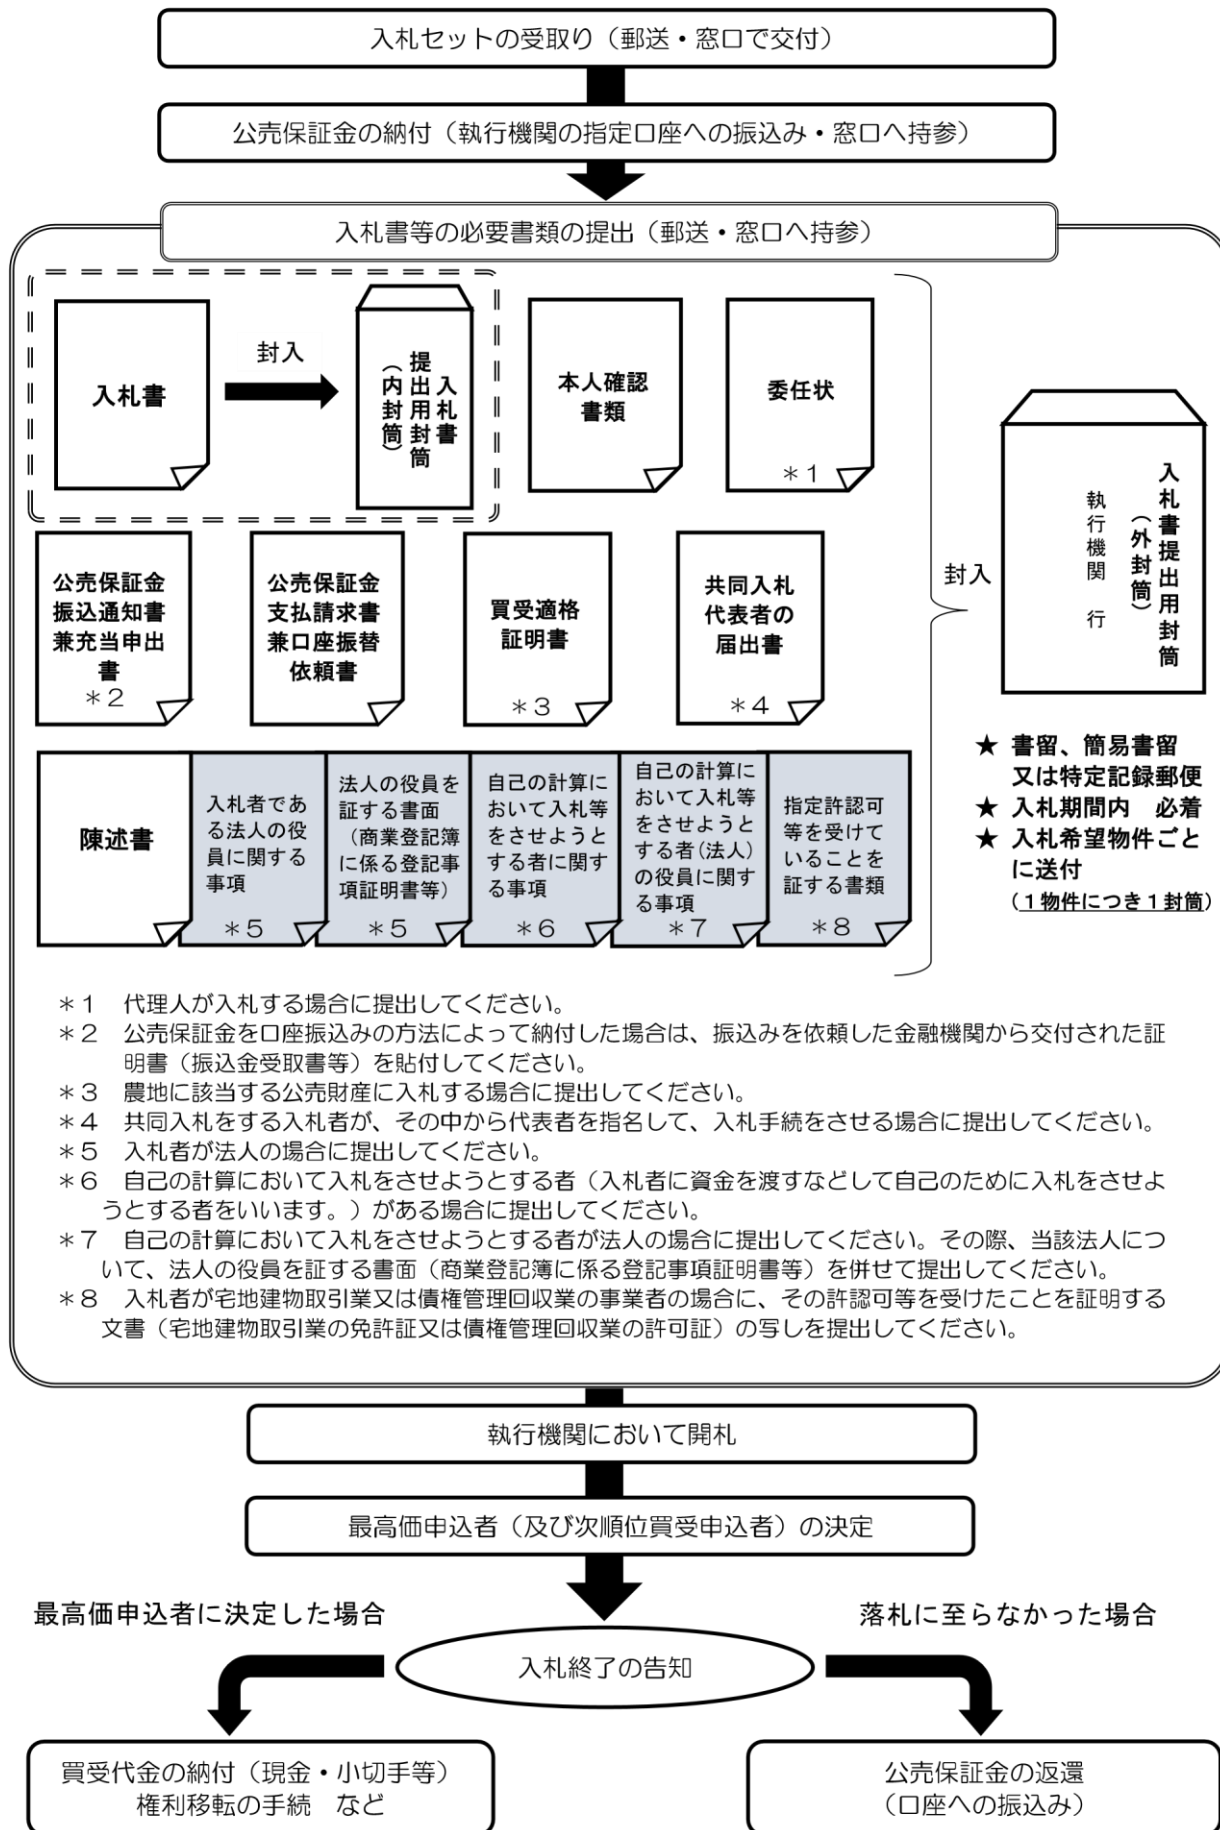 入札セットの受取り（郵送・窓口で交付）
公売保証金の納付（執行機関の指定口座への振込み・窓口へ持参）
入札書等の必要書類の提出（郵送・窓口へ持参）
入札書
封入
入札書
提出用封筒
（内封筒）
本人確認
書類
委任状
＊1
公売保証金
振込通知書
兼充当申出
書
＊2
公売保証金
支払請求書
兼口座振替
依頼書
買受適格
証明書
＊3
共同入札
代表者の
届出書
＊4
陳述書
入札者であ
る法人の役
員に関する
事項
＊5
法人の役員を
証する書面
（商業登記簿
に係る登記事
項証明書等）
＊5
自己の計算に
おいて入札等
をさせようと
する者に関す
る事項
＊6
自己の計算に
おいて入札等
をさせようと
する者（法人）
の役員に関す
る事項
＊7
指定許認可
等を受けて
いることを
証する書類
＊8
封入
入札書提出用封筒
（外封筒）
執行機関　行
★ 書留、簡易書留
又は特定記録郵便
★ 入札期間内　必着
★ 入札希望物件ごと
に送付
（１物件につき１封筒）
＊1　代理人が入札する場合に提出してください。
＊2　公売保証金を口座振込みの方法によって納付した場合は、振込みを依頼した金融機関から交付された証
明書（振込金受取書等）を貼付してください。
＊3　農地に該当する公売財産に入札する場合に提出してください。
＊4　共同入札をする入札者が、その中から代表者を指名して、入札手続をさせる場合に提出してください。
＊5　入札者が法人の場合に提出してください。
＊6　自己の計算において入札をさせようとする者（入札者に資金を渡すなどして自己のために入札をさせよ
うとする者をいいます。）がある場合に提出してください。
＊7　自己の計算において入札をさせようとする者が法人の場合に提出してください。その際、当該法人につ
いて、法人の役員を証する書面（商業登記簿に係る登記事項証明書等）を併せて提出してください。
＊8　入札者が宅地建物取引業又は債権管理回収業の事業者の場合に、その許認可等を受けたことを証明する
文書（宅地建物取引業の免許証又は債権管理回収業の許可証）の写しを提出してください。
執行機関において開札
最高価申込者（及び次順位買受申込者）の決定
最高価申込者に決定した場合
落札に至らなかった場合
入札終了の告知
買受代金の納付（現金・小切手等）
権利移転の手続　など
公売保証金の返還
（口座への振込み）